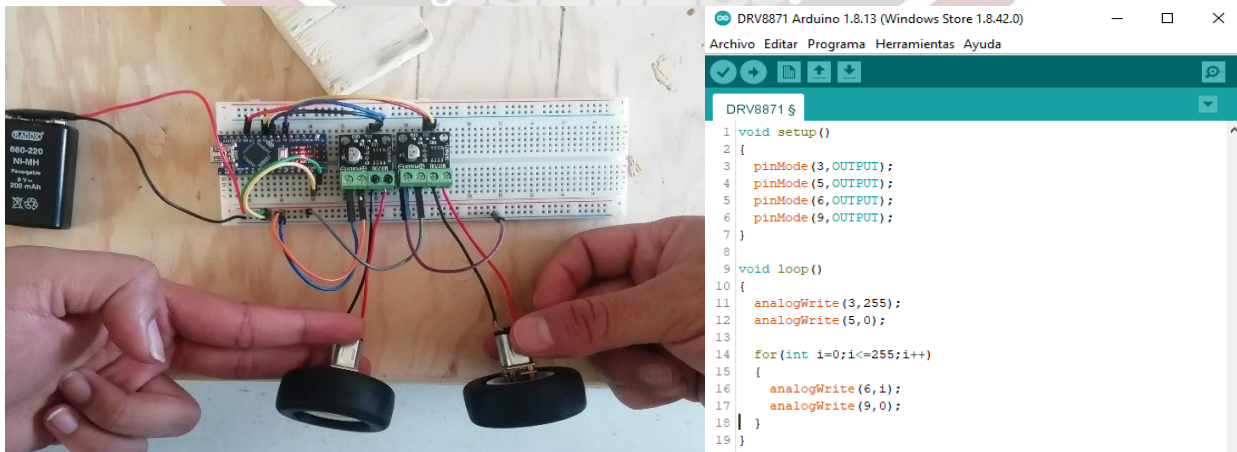 660-220
NI-MH
Recargable
9 V⎓
200 mAh
MOTOR
MOTOR
DRV8871 Arduino 1.8.13 (Windows Store 1.8.42.0)
Archivo Editar Programa Herramientas Ayuda
DRV8871 §
1 void setup()
2 {
3 pinMode(3,OUTPUT);
4 pinMode(5,OUTPUT);
5 pinMode(6,OUTPUT);
6 pinMode(9,OUTPUT);
7 }
8
9 void loop()
10 {
11 analogWrite(3,255);
12 analogWrite(5,0);
13
14 for(int i=0;i<=255;i++)
15 {
16 analogWrite(6,i);
17 analogWrite(9,0);
18 }
19 }